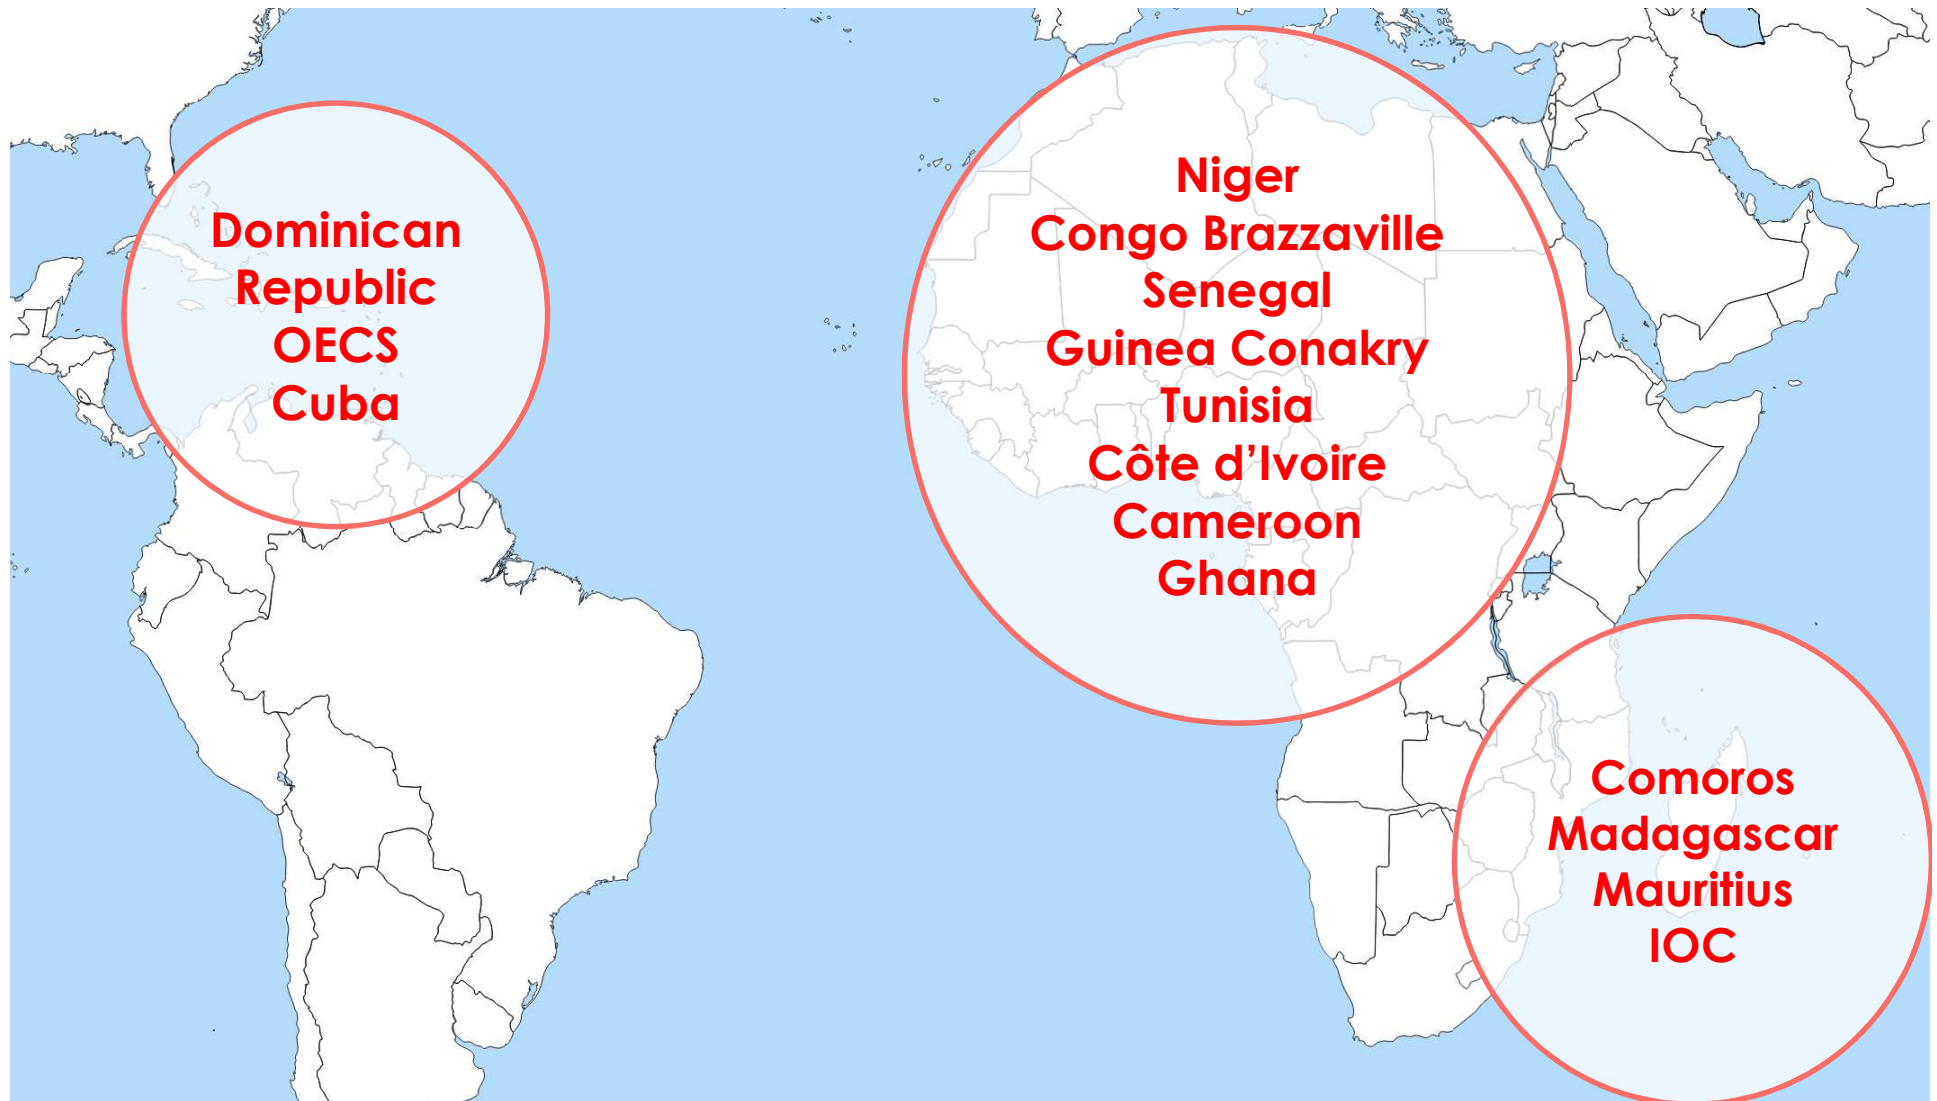 Dominican
Republic
OECS
Cuba
Niger
Congo Brazzaville
Senegal
Guinea Conakry
Tunisia
Côte d’Ivoire
Cameroon
Ghana
Comoros
Madagascar
Mauritius
IOC